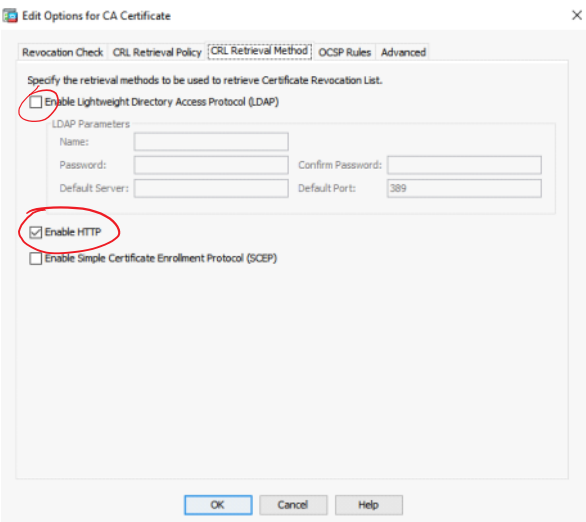 Edit Options for CA Certificate
Revocation Check CRL Retrieval Policy CRL Retrieval Method OCSP Rules Advanced
Specify the retrieval methods to be used to retrieve Certificate Revocation List.
Enable Lightweight Directory Access Protocol (LDAP)
LDAP Parameters
Name:
Password: Confirm Password:
Default Server: Default Port: 389
Enable HTTP
Enable Simple Certificate Enrollment Protocol (SCEP)
OK Cancel Help